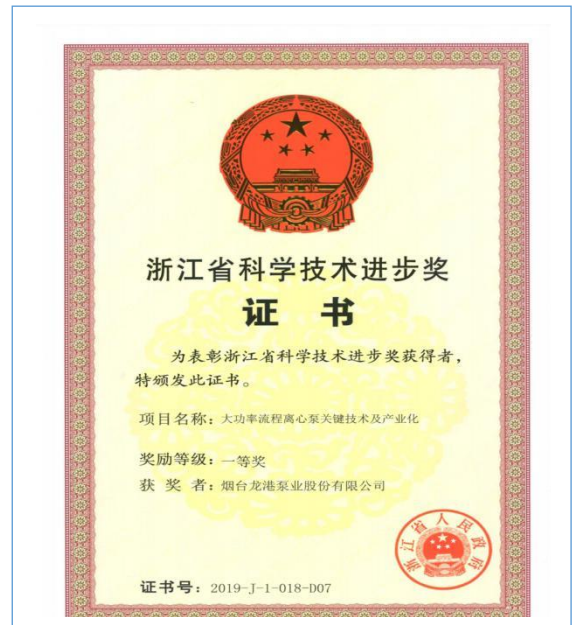 浙江省科学技术进步奖
证 书
为表彰浙江省科学技术进步奖获得者，
特颁发此证书。
项目名称：大功率流程离心泵关键技术及产业化
奖励等级：一等奖
获 奖 者：烟台龙港泵业股份有限公司
浙江省人民政府
证书号：2019-J-1-018-D07